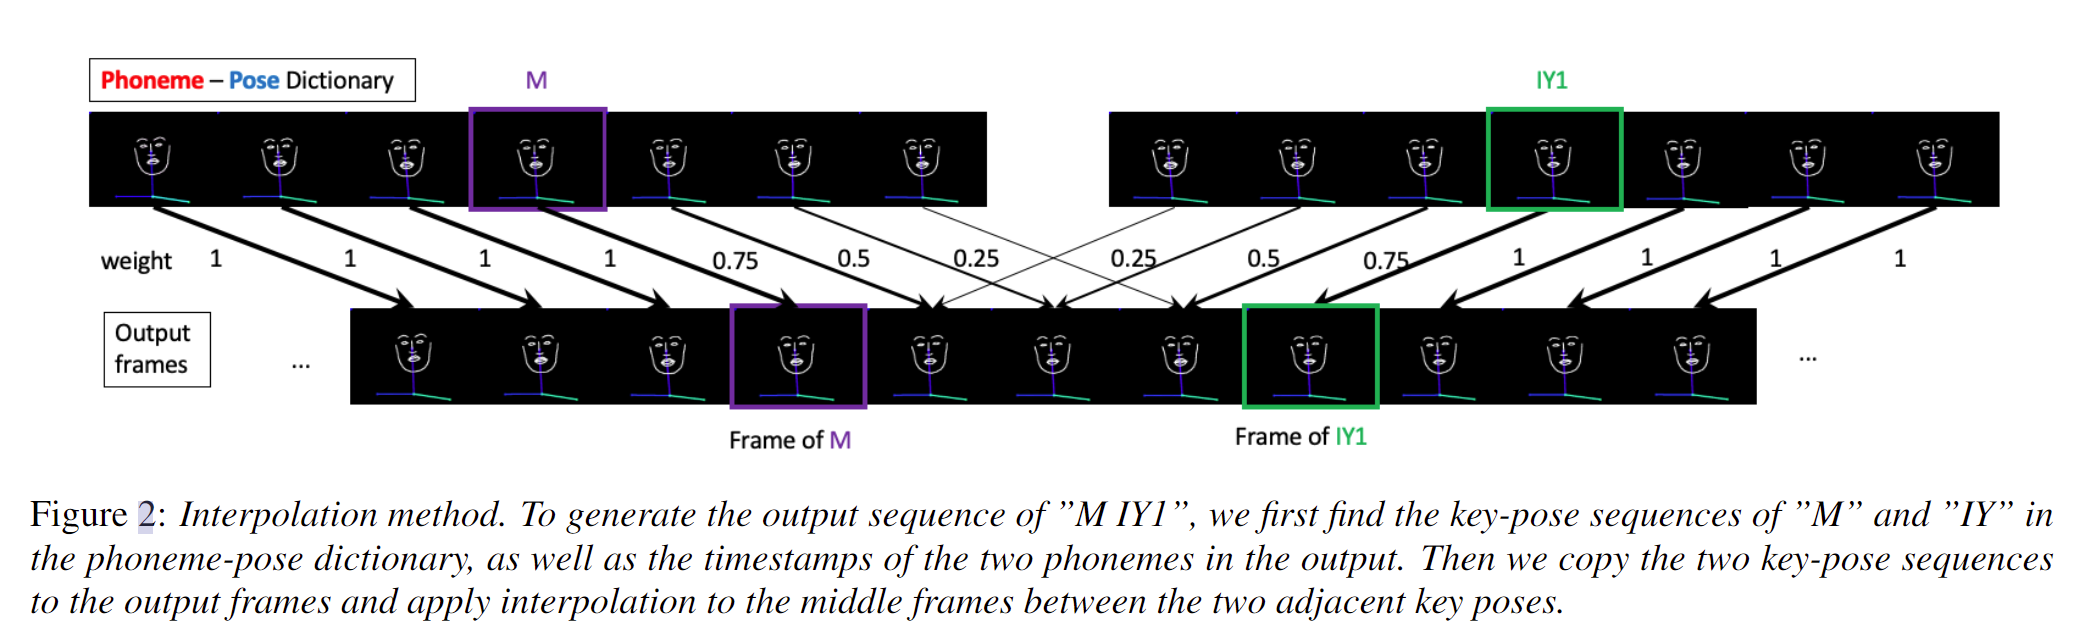 Phoneme – Pose Dictionary
M
IY1
weight 1 1 1 1 0.75 0.5 0.25 0.25 0.5 0.75 1 1 1 1
Output
frames
...
...
Frame of M
Frame of IY1
Figure 2: Interpolation method. To generate the output sequence of ”M IY1”, we first find the key-pose sequences of ”M” and ”IY” in
the phoneme-pose dictionary, as well as the timestamps of the two phonemes in the output. Then we copy the two key-pose sequences
to the output frames and apply interpolation to the middle frames between the two adjacent key poses.